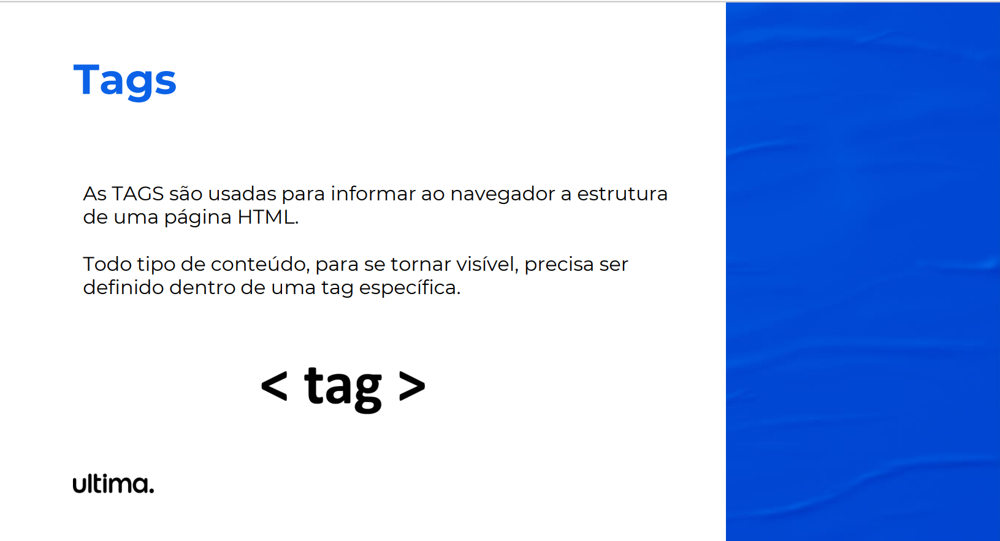 Tags
As TAGS são usadas para informar ao navegador a estrutura
de uma página HTML.
Todo tipo de conteúdo, para se tornar visível, precisa ser
definido dentro de uma tag específica.
< tag >
ultima.